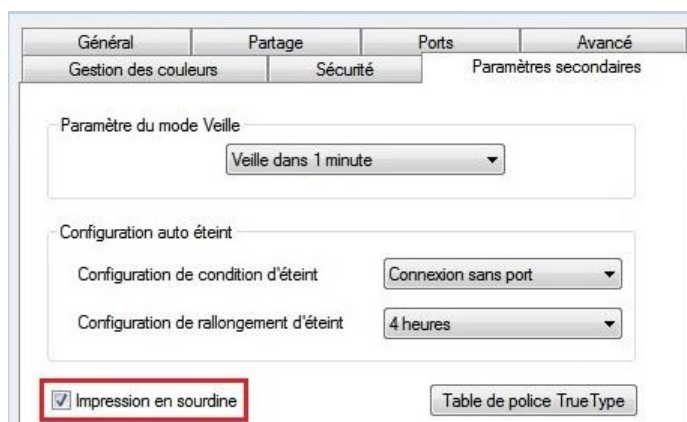 Général Partage Ports Avancé
Gestion des couleurs Sécurité Paramètres secondaires
Paramètre du mode Veille
Veille dans 1 minute
Configuration auto éteint
Configuration de condition d'éteint Connexion sans port
Configuration de rallongement d'éteint 4 heures
Impression en sourdine Table de police TrueType